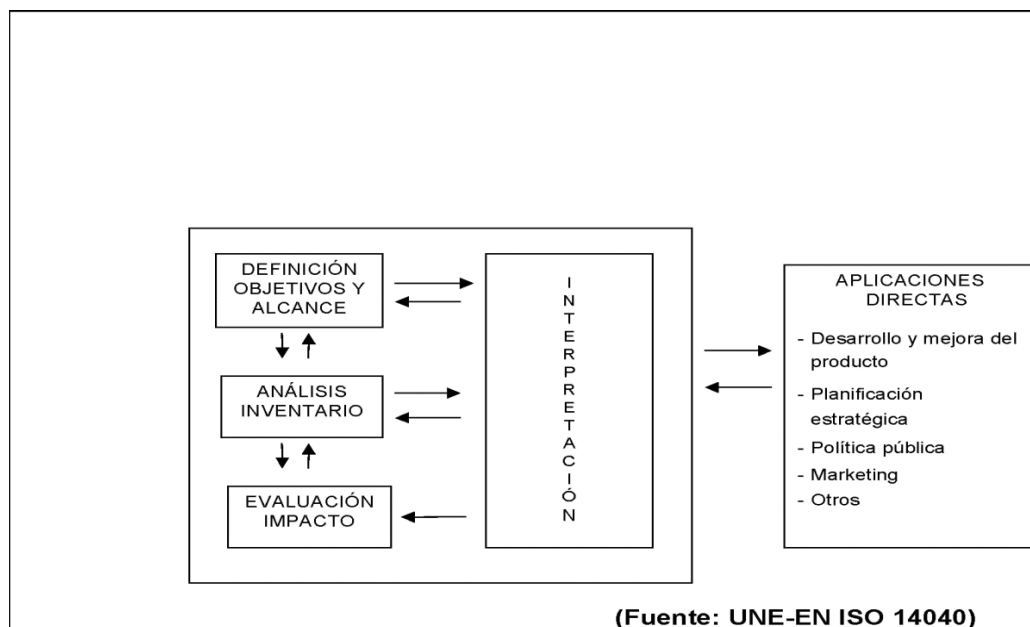 DEFINICIÓN
OBJETIVOS Y
ALCANCE
ANÁLISIS
INVENTARIO
EVALUACIÓN
IMPACTO
INTERPRETACIÓN
APLICACIONES
DIRECTAS
- Desarrollo y mejora del
producto
- Planificación
estratégica
- Política pública
- Marketing
- Otros
(Fuente: UNE-EN ISO 14040)